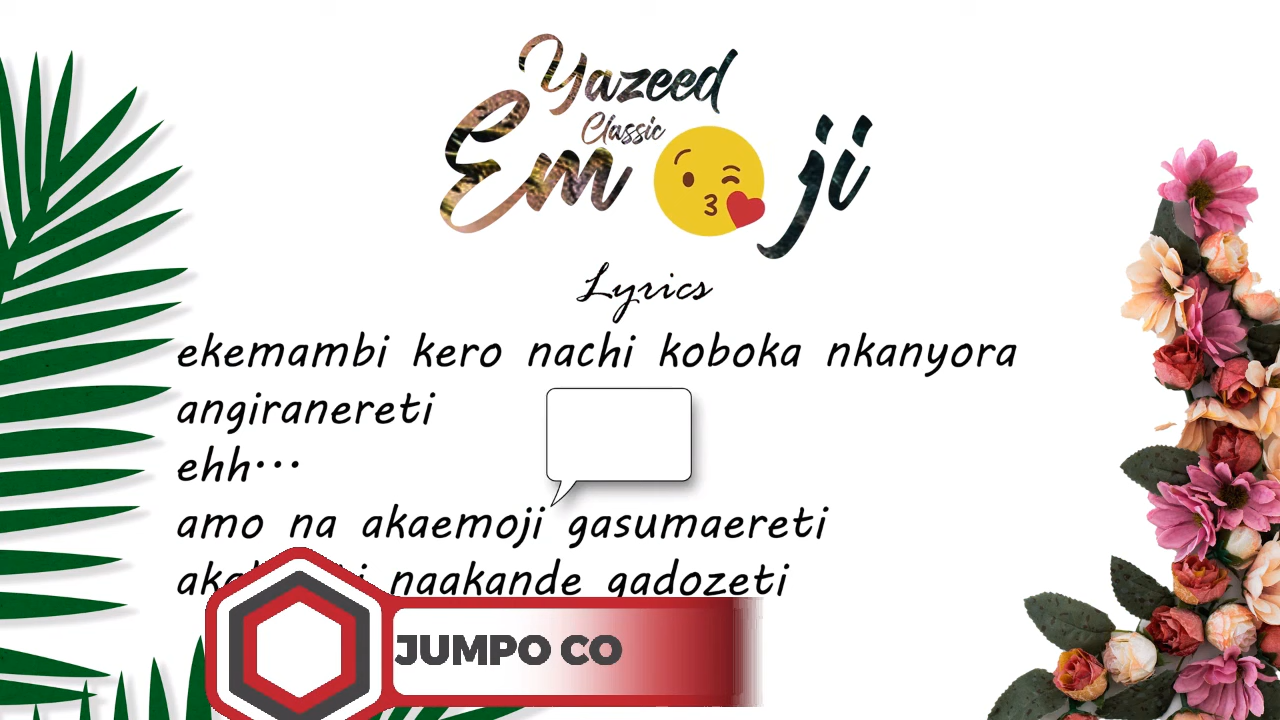 Yazeed
Classic
Em😘ji
Lyrics
ekemambi kero nachi koboka nkanyora
angiranereti
ehh...
amo na akaemoji gasumaereti
naakande gadozeti
JUMPO CO